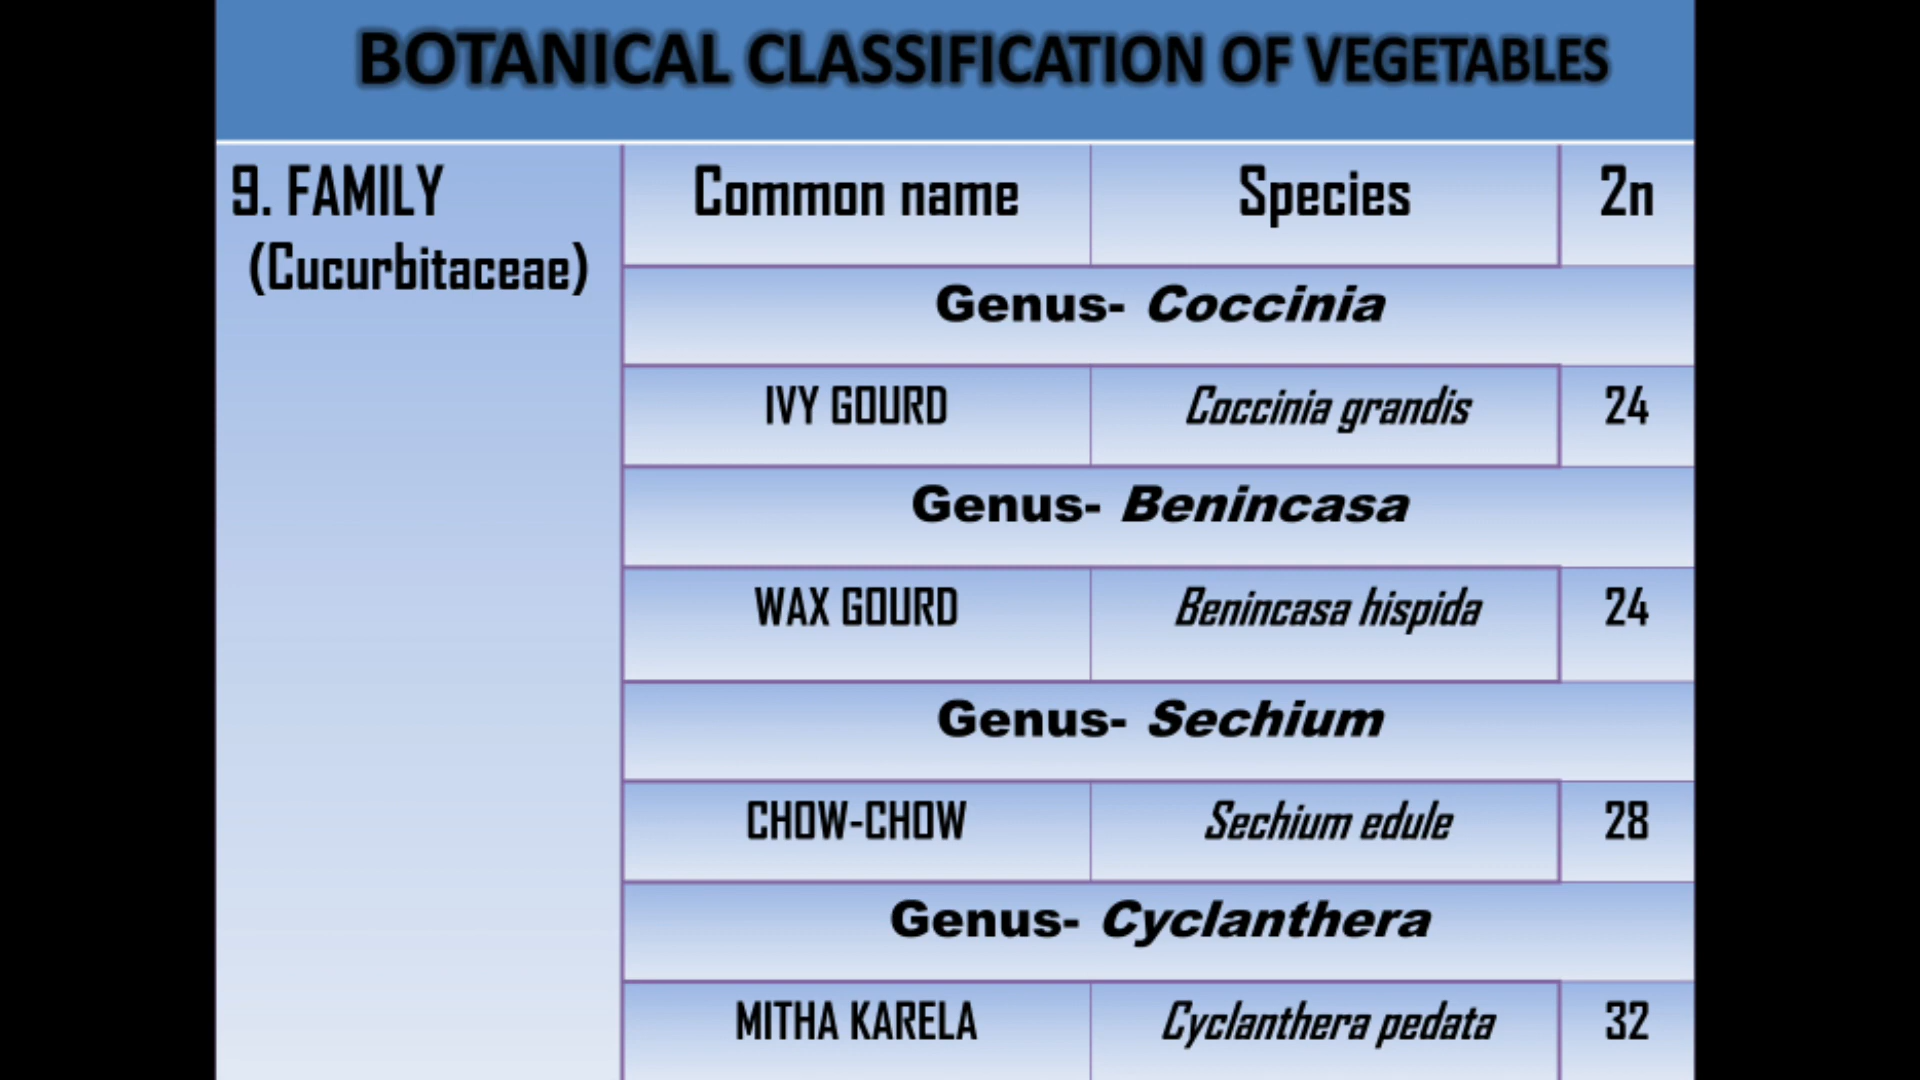 BOTANICAL CLASSIFICATION OF VEGETABLES
9. FAMILY
(Cucurbitaceae)
Common name Species 2n
Genus- Coccinia
IVY GOURD Coccinia grandis 24
Genus- Benincasa
WAX GOURD Benincasa hispida 24
Genus- Sechium
CHOW-CHOW Sechium edule 28
Genus- Cyclanthera
MITHA KARELA Cyclanthera pedata 32